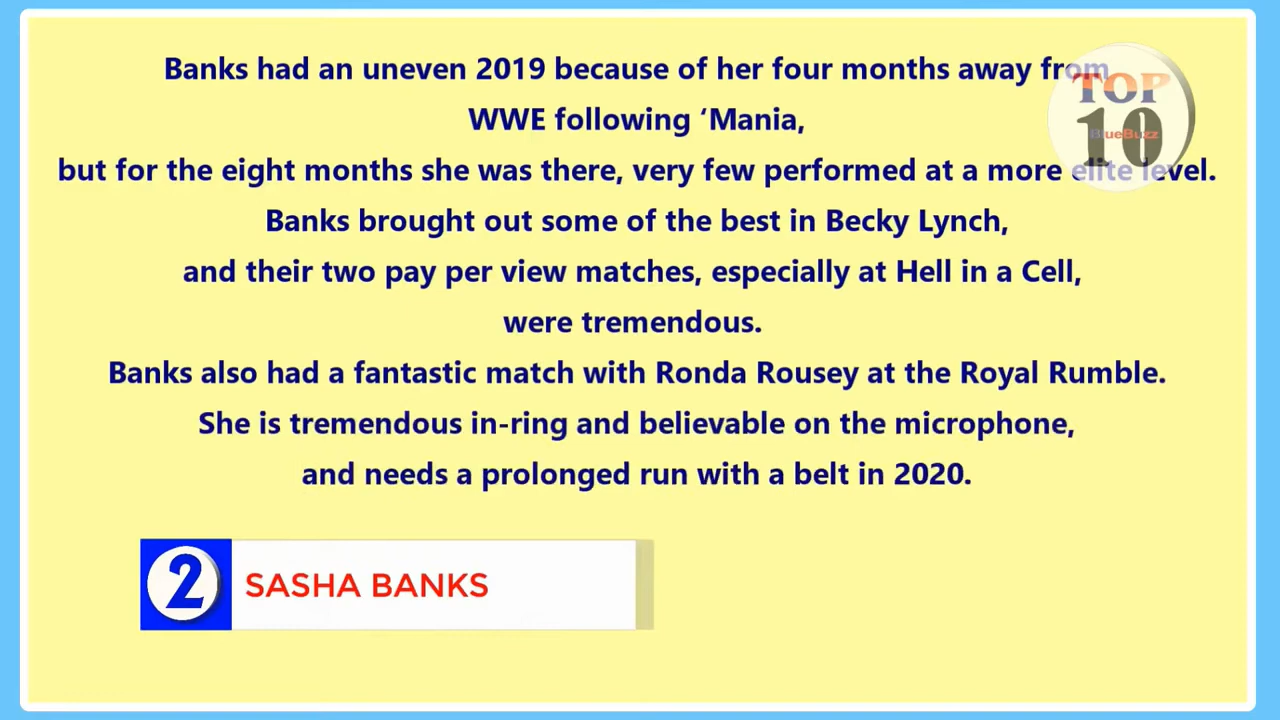 Banks had an uneven 2019 because of her four months away from
WWE following ‘Mania,
but for the eight months she was there, very few performed at a more elite level.
Banks brought out some of the best in Becky Lynch,
and their two pay per view matches, especially at Hell in a Cell,
were tremendous.
Banks also had a fantastic match with Ronda Rousey at the Royal Rumble.
She is tremendous in-ring and believable on the microphone,
and needs a prolonged run with a belt in 2020.
TOP
10
BlueBuzz
2 SASHA BANKS